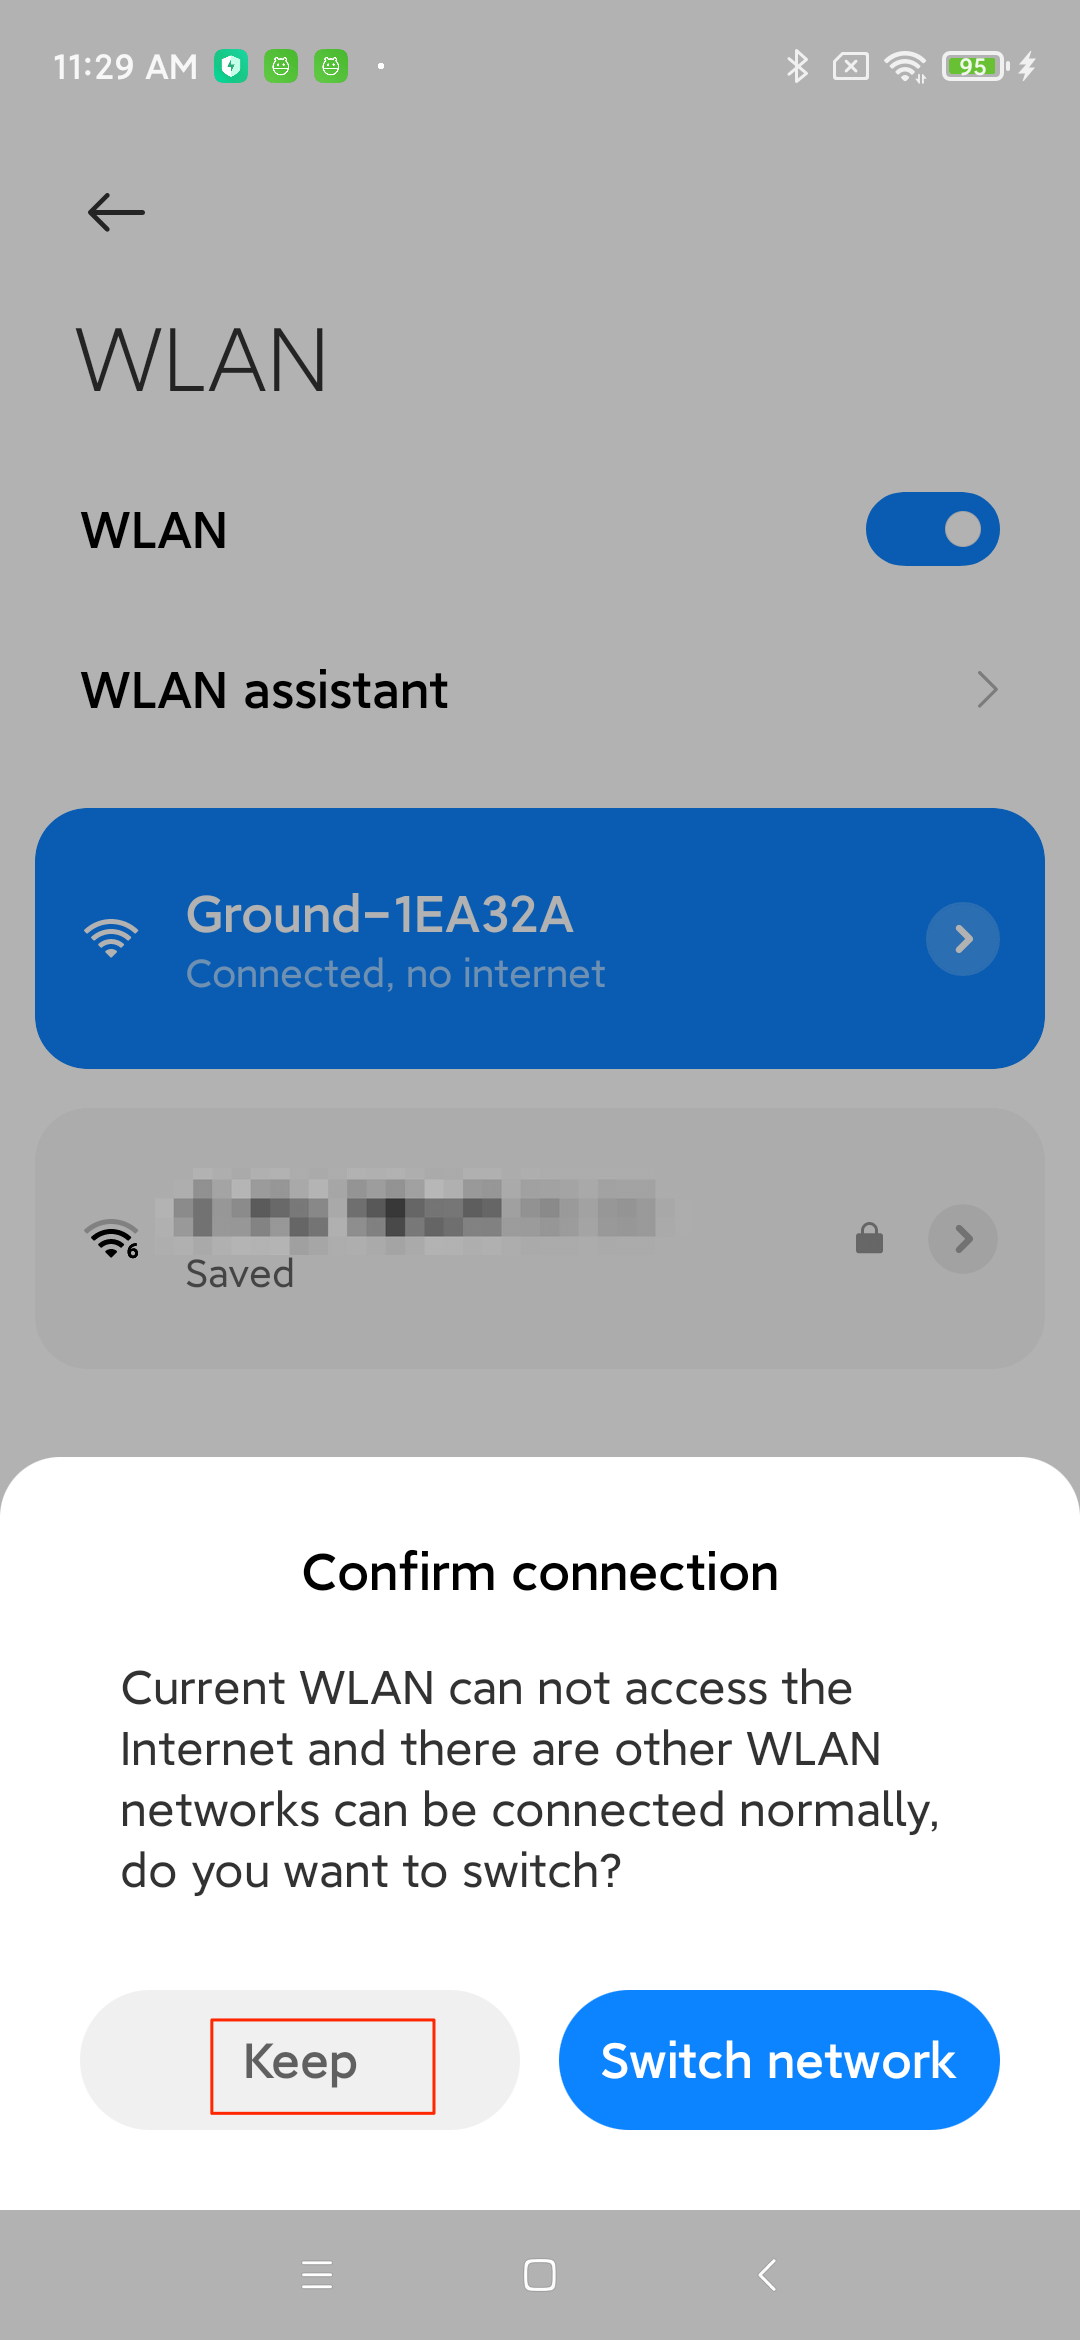 11:29 AM
95
WLAN
WLAN
WLAN assistant
Ground-1EA32A
Connected, no internet
6
Saved
Confirm connection
Current WLAN can not access the
Internet and there are other WLAN
networks can be connected normally,
do you want to switch?
Keep
Switch network